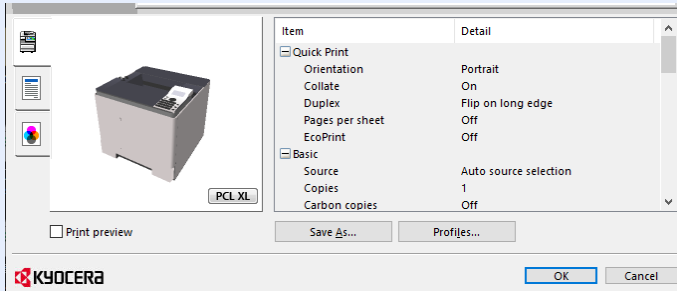 Item Detail
Quick Print
Orientation Portrait
Collate On
Duplex Flip on long edge
Pages per sheet Off
EcoPrint Off
Basic
Source Auto source selection
Copies 1
Carbon copies Off
PCL XL
Print preview Save As... Profiles...
KYOCERA OK Cancel